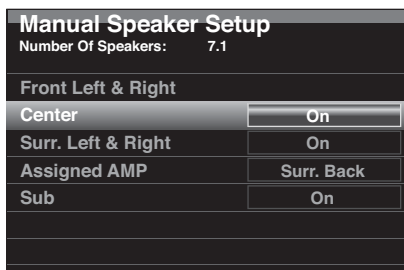 Manual Speaker Setup
Number Of Speakers: 7.1
Front Left & Right
Center On
Surr. Left & Right On
Assigned AMP Surr. Back
Sub On